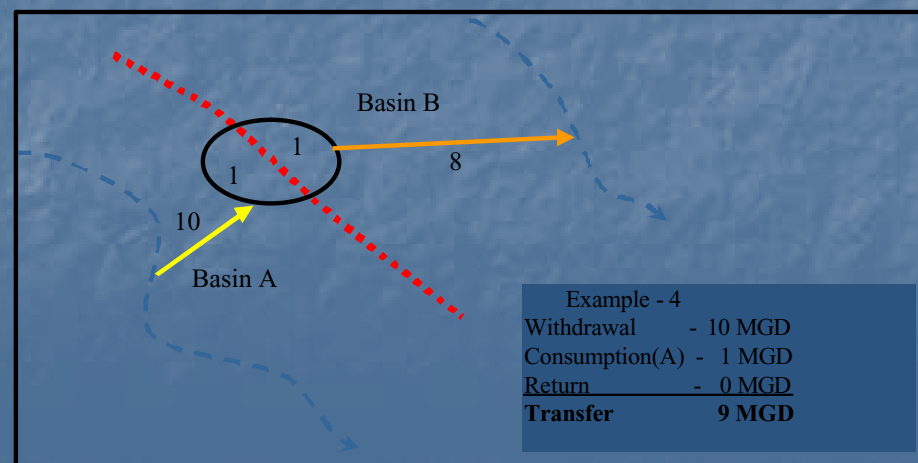 Basin B
1
8
1
10
Basin A
Example - 4
Withdrawal - 10 MGD
Consumption(A) - 1 MGD
Return - 0 MGD
Transfer 9 MGD